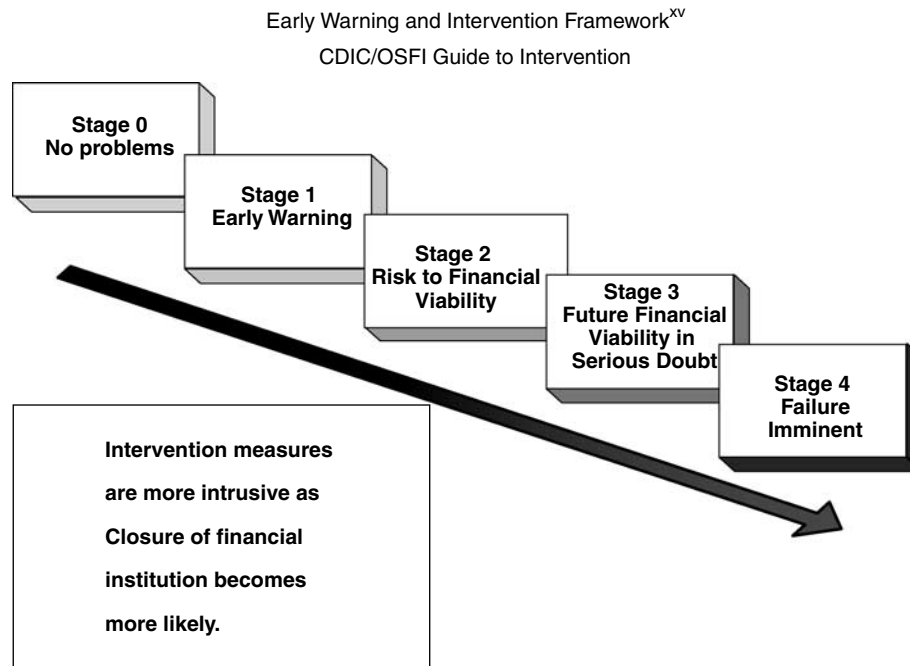 Early Warning and Intervention Framework^xv
CDIC/OSFI Guide to Intervention
Stage 0
No problems
Stage 1
Early Warning
Stage 2
Risk to Financial
Viability
Stage 3
Future Financial
Viability in
Serious Doubt
Stage 4
Failure
Imminent
Intervention measures
are more intrusive as
Closure of financial
institution becomes
more likely.